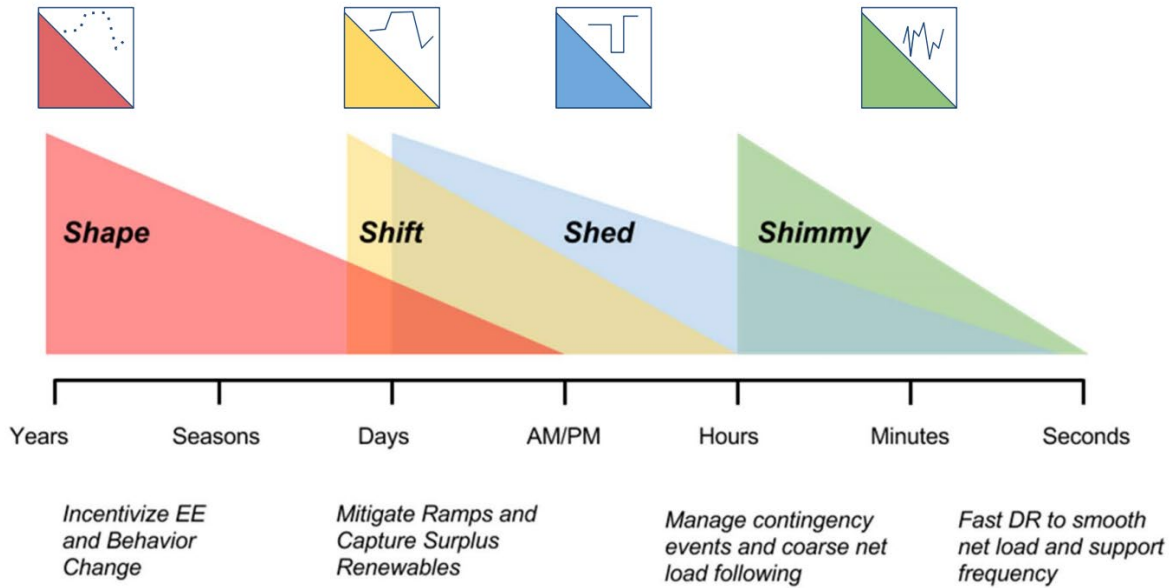 Shape
Shift
Shed
Shimmy
Years
Seasons
Days
AM/PM
Hours
Minutes
Seconds
Incentivize EE
and Behavior
Change
Mitigate Ramps and
Capture Surplus
Renewables
Manage contingency
events and coarse net
load following
Fast DR to smooth
net load and support
frequency